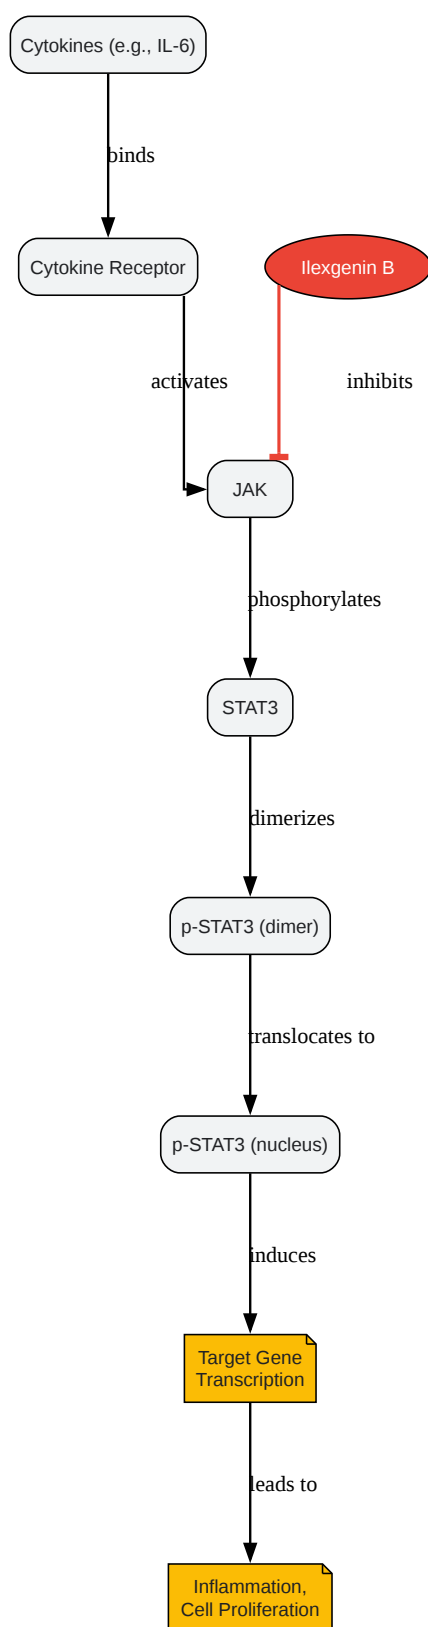 Cytokines (e.g., IL-6)
binds
Cytokine Receptor
Ilexgenin B
activates
inhibits
JAK
phosphorylates
STAT3
dimerizes
p-STAT3 (dimer)
translocates to
p-STAT3 (nucleus)
induces
Target Gene
Transcription
leads to
Inflammation,
Cell Proliferation